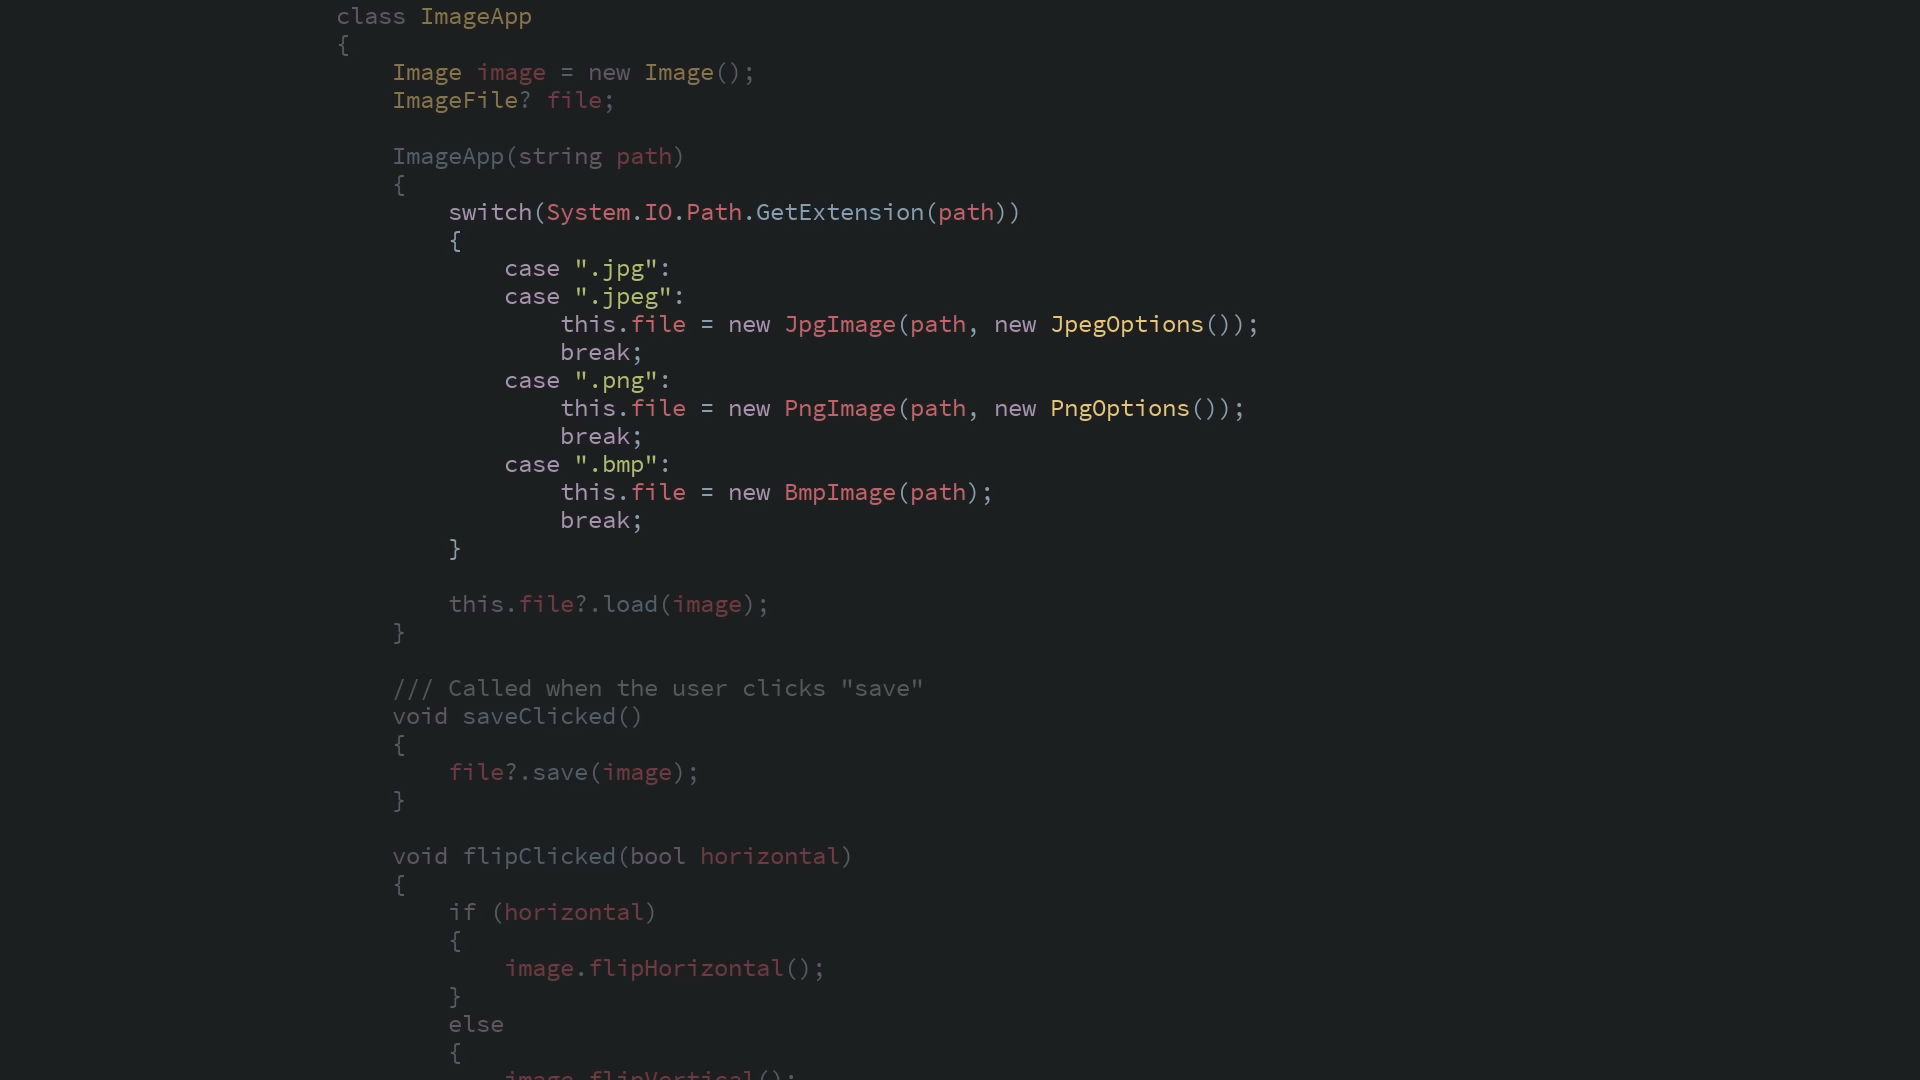 class ImageApp
{
    Image image = new Image();
    ImageFile? file;

    ImageApp(string path)
    {
        switch(System.IO.Path.GetExtension(path))
        {
            case ".jpg":
            case ".jpeg":
                this.file = new JpgImage(path, new JpegOptions());
                break;
            case ".png":
                this.file = new PngImage(path, new PngOptions());
                break;
            case ".bmp":
                this.file = new BmpImage(path);
                break;
        }

        this.file?.load(image);
    }

    /// Called when the user clicks "save"
    void saveClicked()
    {
        file?.save(image);
    }

    void flipClicked(bool horizontal)
    {
        if (horizontal)
        {
            image.flipHorizontal();
        }
        else
        {
            image.flipVertical();